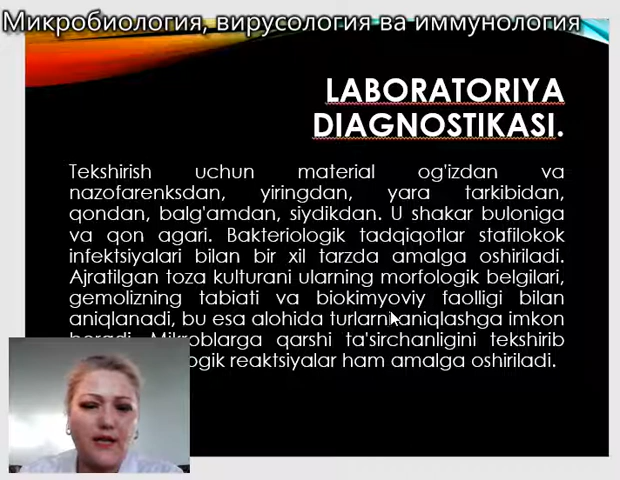 Микробиология, вирусология ва иммунология
LABORATORIYA
DIAGNOSTIKASI.
Tekshirish uchun material og'izdan va
nazofarenksdan, yiringdan, yara tarkibidan,
qondan, balg'amdan, siydikdan. U shakar buloniga
va qon agari. Bakteriologik tadqiqotlar stafilokok
infektsiyalari bilan bir xil tarzda amalga oshiriladi.
Ajratilgan toza kulturani ularning morfologik belgilari,
gemolizning tabiati va biokimyoviy faolligi bilan
aniqlanadi, bu esa alohida turlarni aniqlashga imkon
Mikroblarga qarshi ta'sirchanligini tekshirib
reaktsiyalar ham amalga oshiriladi.